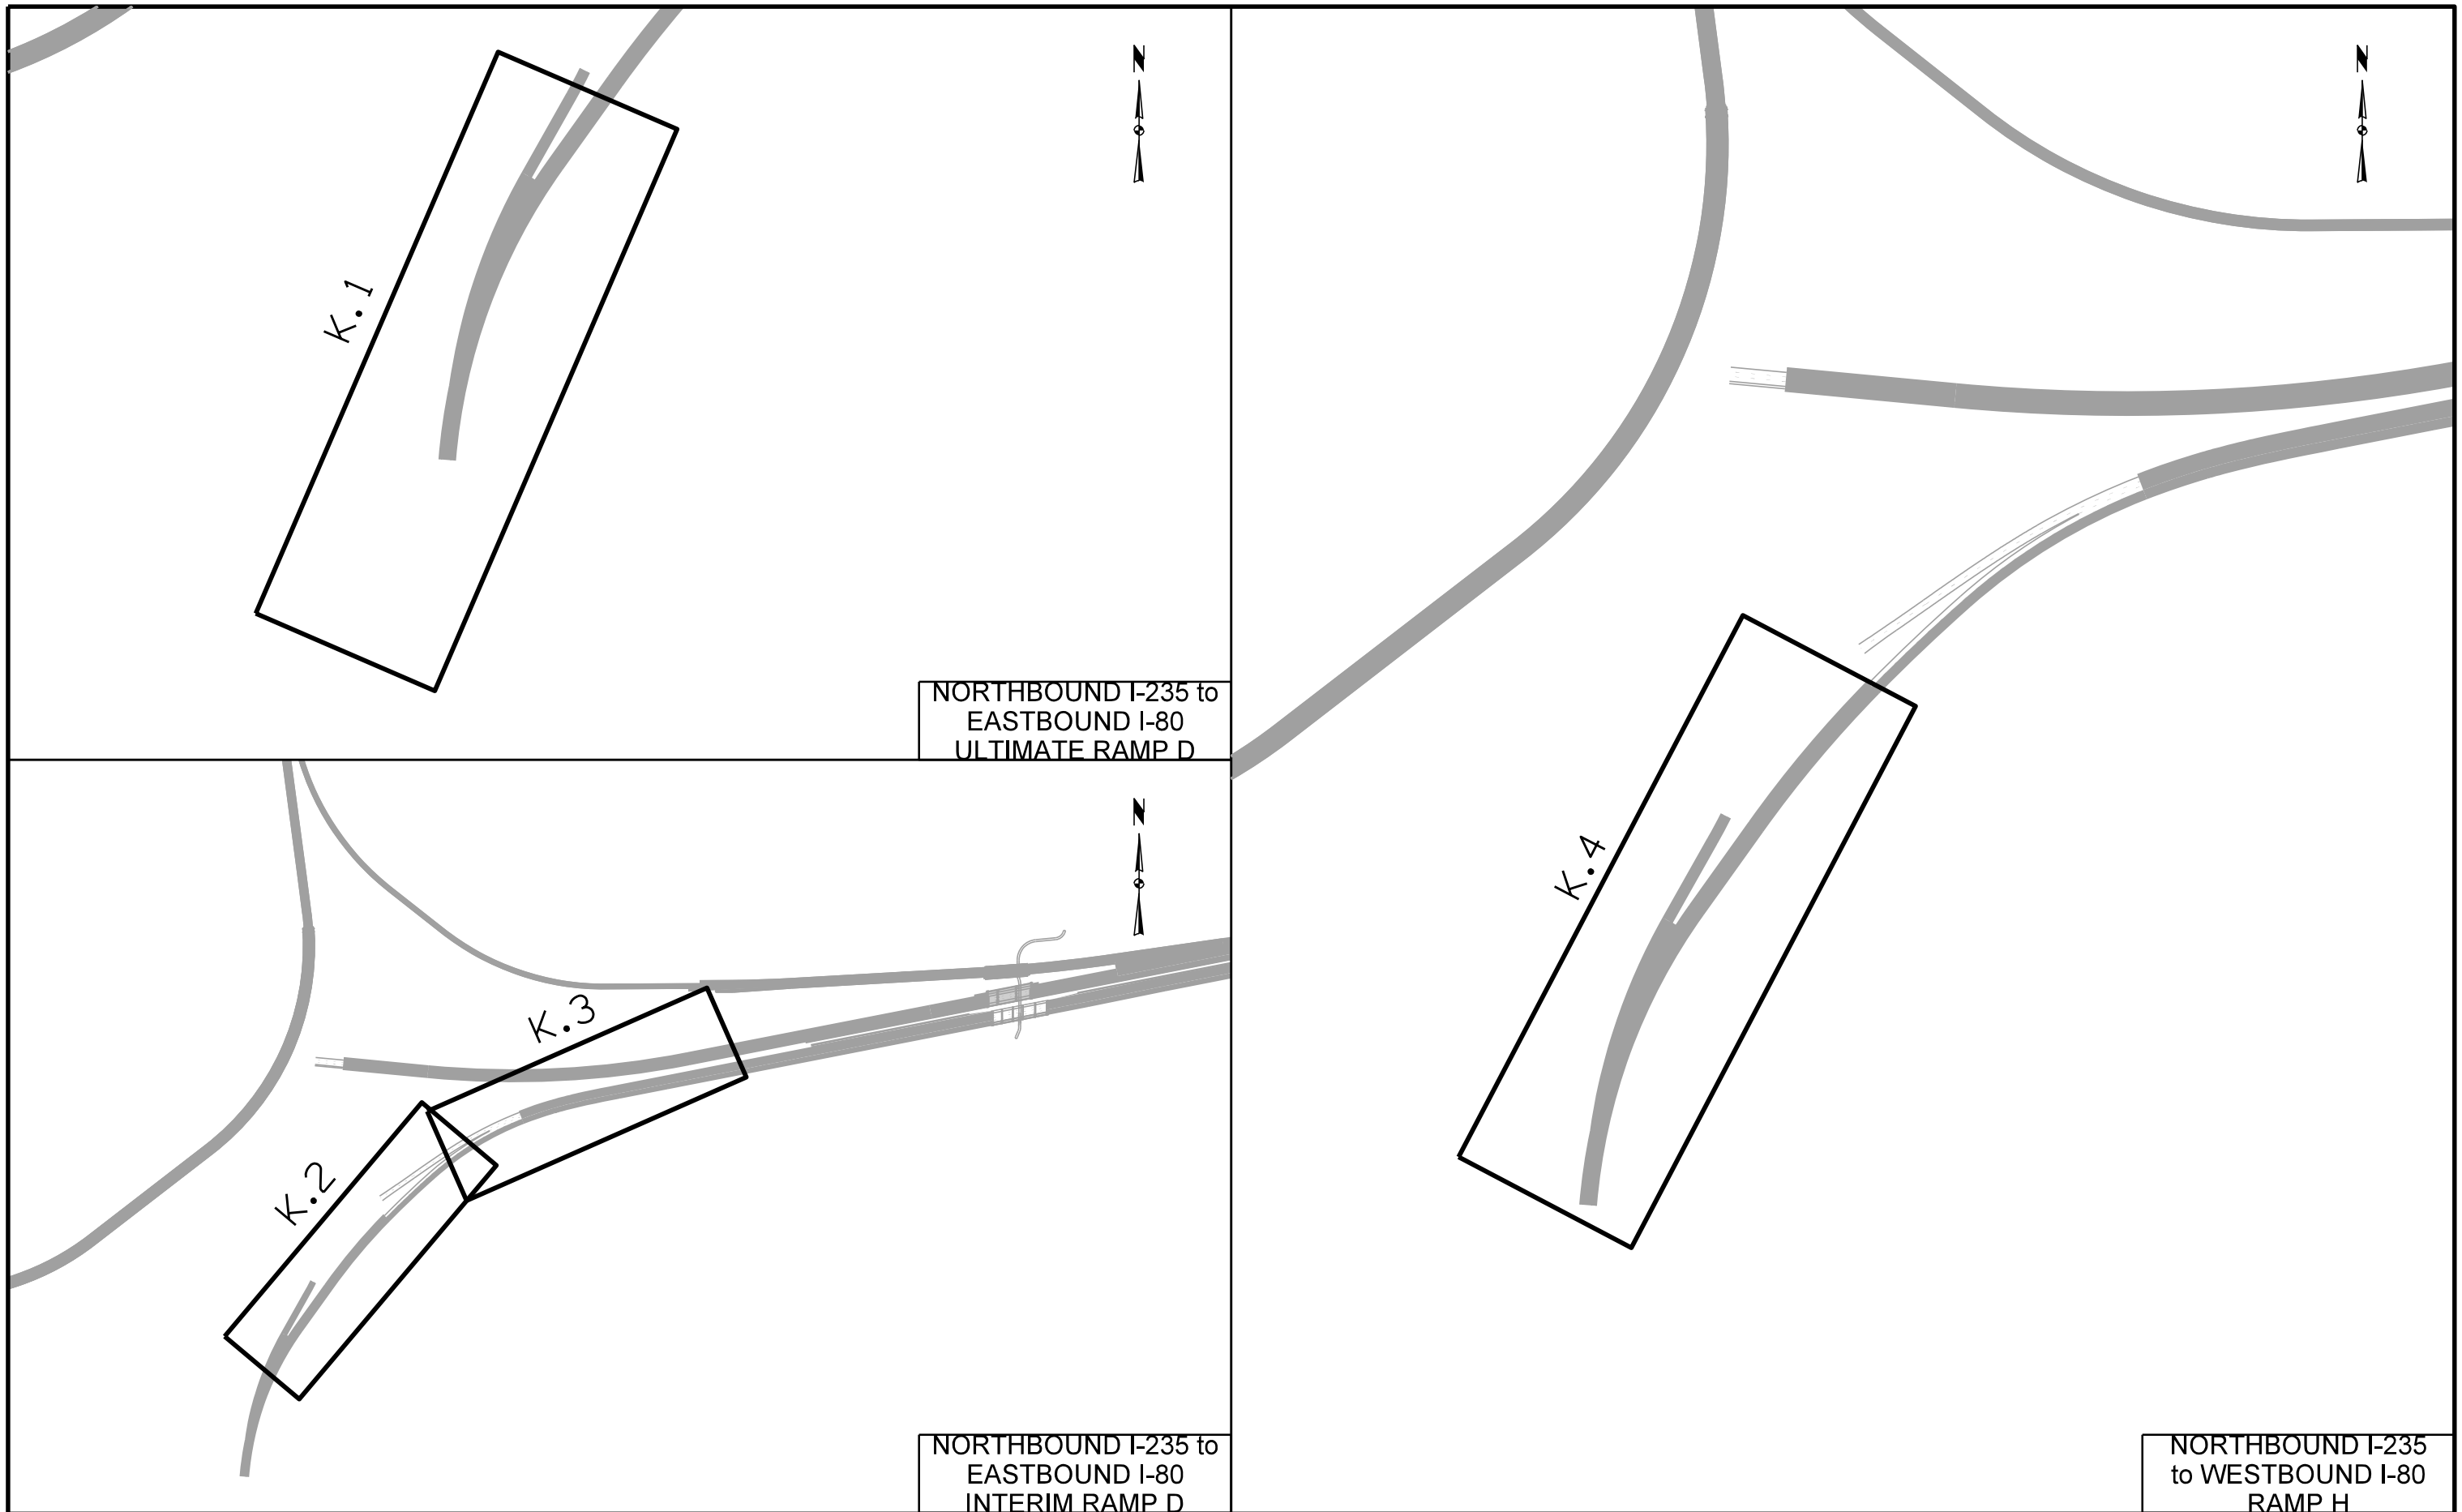 N
K.1
NORTHBOUND I-235 to
EASTBOUND I-80
ULTIMATE RAMP D
N
K.3
K.2
NORTHBOUND I-235 to
EASTBOUND I-80
INTERIM RAMP D
N
K.4
NORTHBOUND I-235
to WESTBOUND I-80
RAMP H